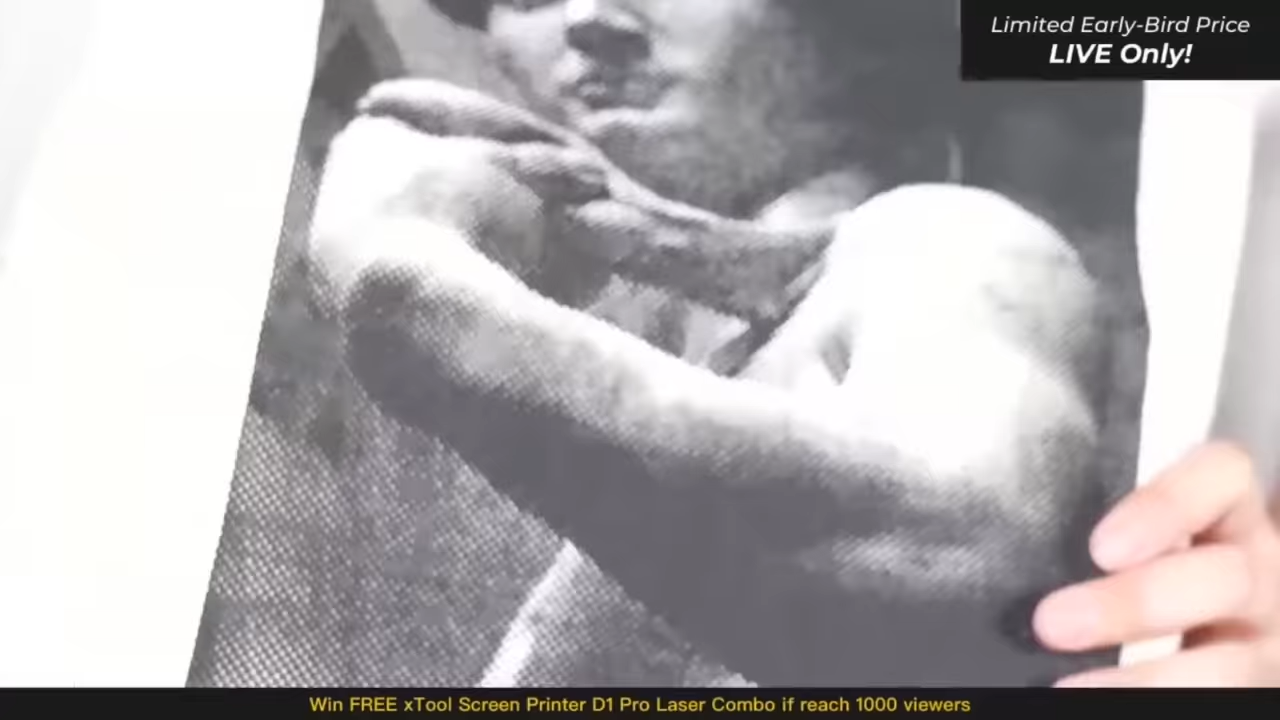 Limited Early-Bird Price
LIVE Only!
Win FREE xTool Screen Printer D1 Pro Laser Combo if reach 1000 viewers